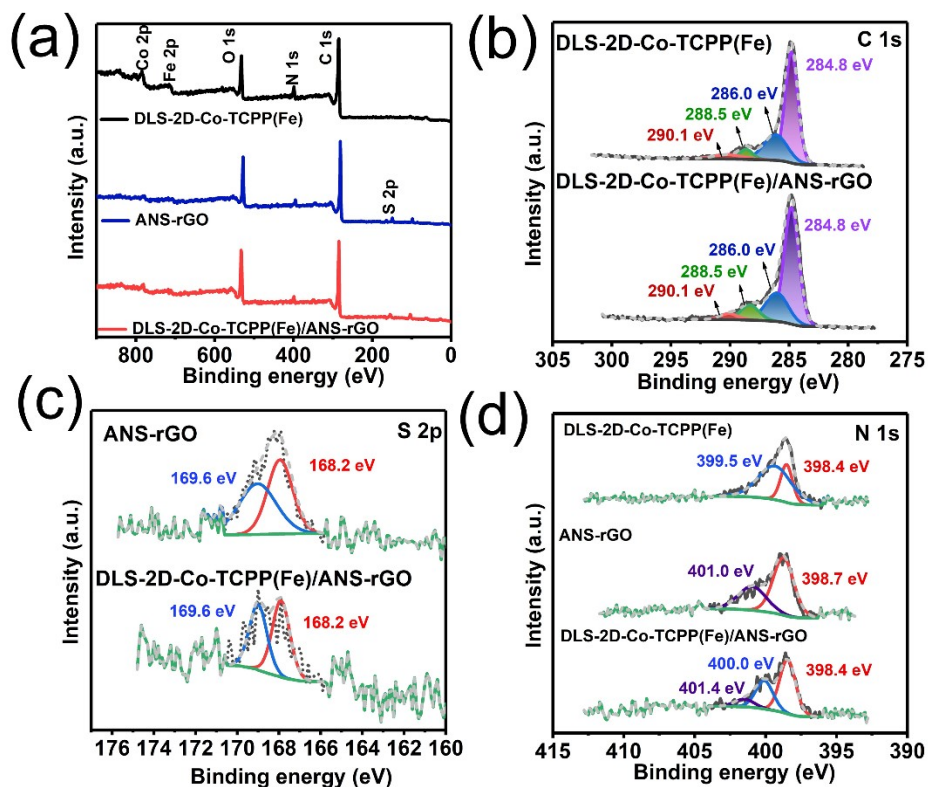 (a)
Co 2p
Fe 2p
O 1s
N 1s
C 1s
DLS-2D-Co-TCPP(Fe)
ANS-rGO
S 2p
DLS-2D-Co-TCPP(Fe)/ANS-rGO
Intensity (a.u.)
800 600 400 200 0
Binding energy (eV)
(b)
DLS-2D-Co-TCPP(Fe)
C 1s
284.8 eV
286.0 eV
288.5 eV
290.1 eV
DLS-2D-Co-TCPP(Fe)/ANS-rGO
284.8 eV
286.0 eV
288.5 eV
290.1 eV
Intensity (a.u.)
305 300 295 290 285 280 275
Binding energy (eV)
(c)
ANS-rGO
S 2p
169.6 eV
168.2 eV
DLS-2D-Co-TCPP(Fe)/ANS-rGO
169.6 eV
168.2 eV
Intensity (a.u.)
176 174 172 170 168 166 164 162 160
Binding energy (eV)
(d)
N 1s
DLS-2D-Co-TCPP(Fe)
399.5 eV
398.4 eV
ANS-rGO
401.0 eV
398.7 eV
DLS-2D-Co-TCPP(Fe)/ANS-rGO
400.0 eV
401.4 eV
398.4 eV
Intensity (a.u.)
415 410 405 400 395 390
Binding energy (eV)